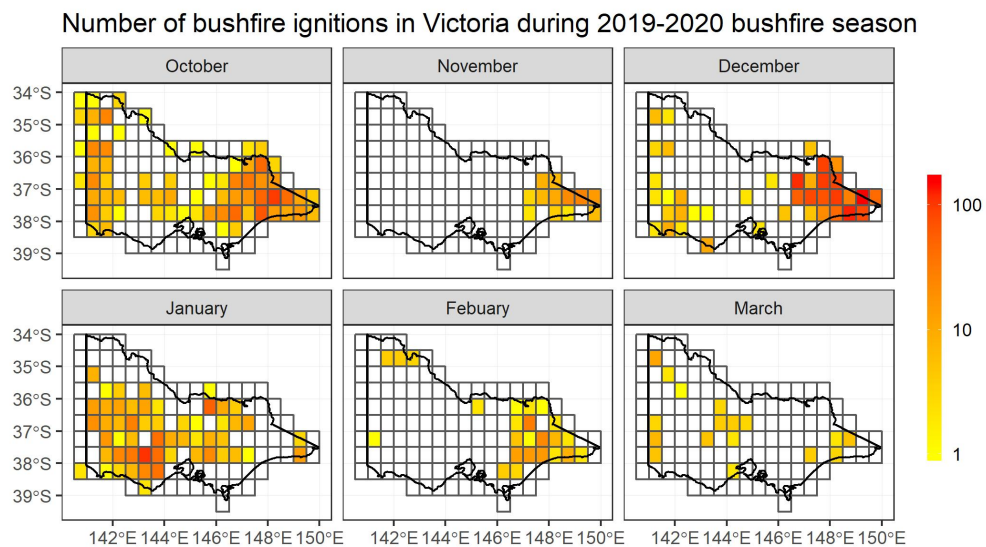 Number of bushfire ignitions in Victoria during 2019-2020 bushfire season
October
November
December
34°S
35°S
36°S
37°S
38°S
39°S
100
10
1
January
Febuary
March
34°S
35°S
36°S
37°S
38°S
39°S
142°E 144°E 146°E 148°E 150°E
142°E 144°E 146°E 148°E 150°E
142°E 144°E 146°E 148°E 150°E